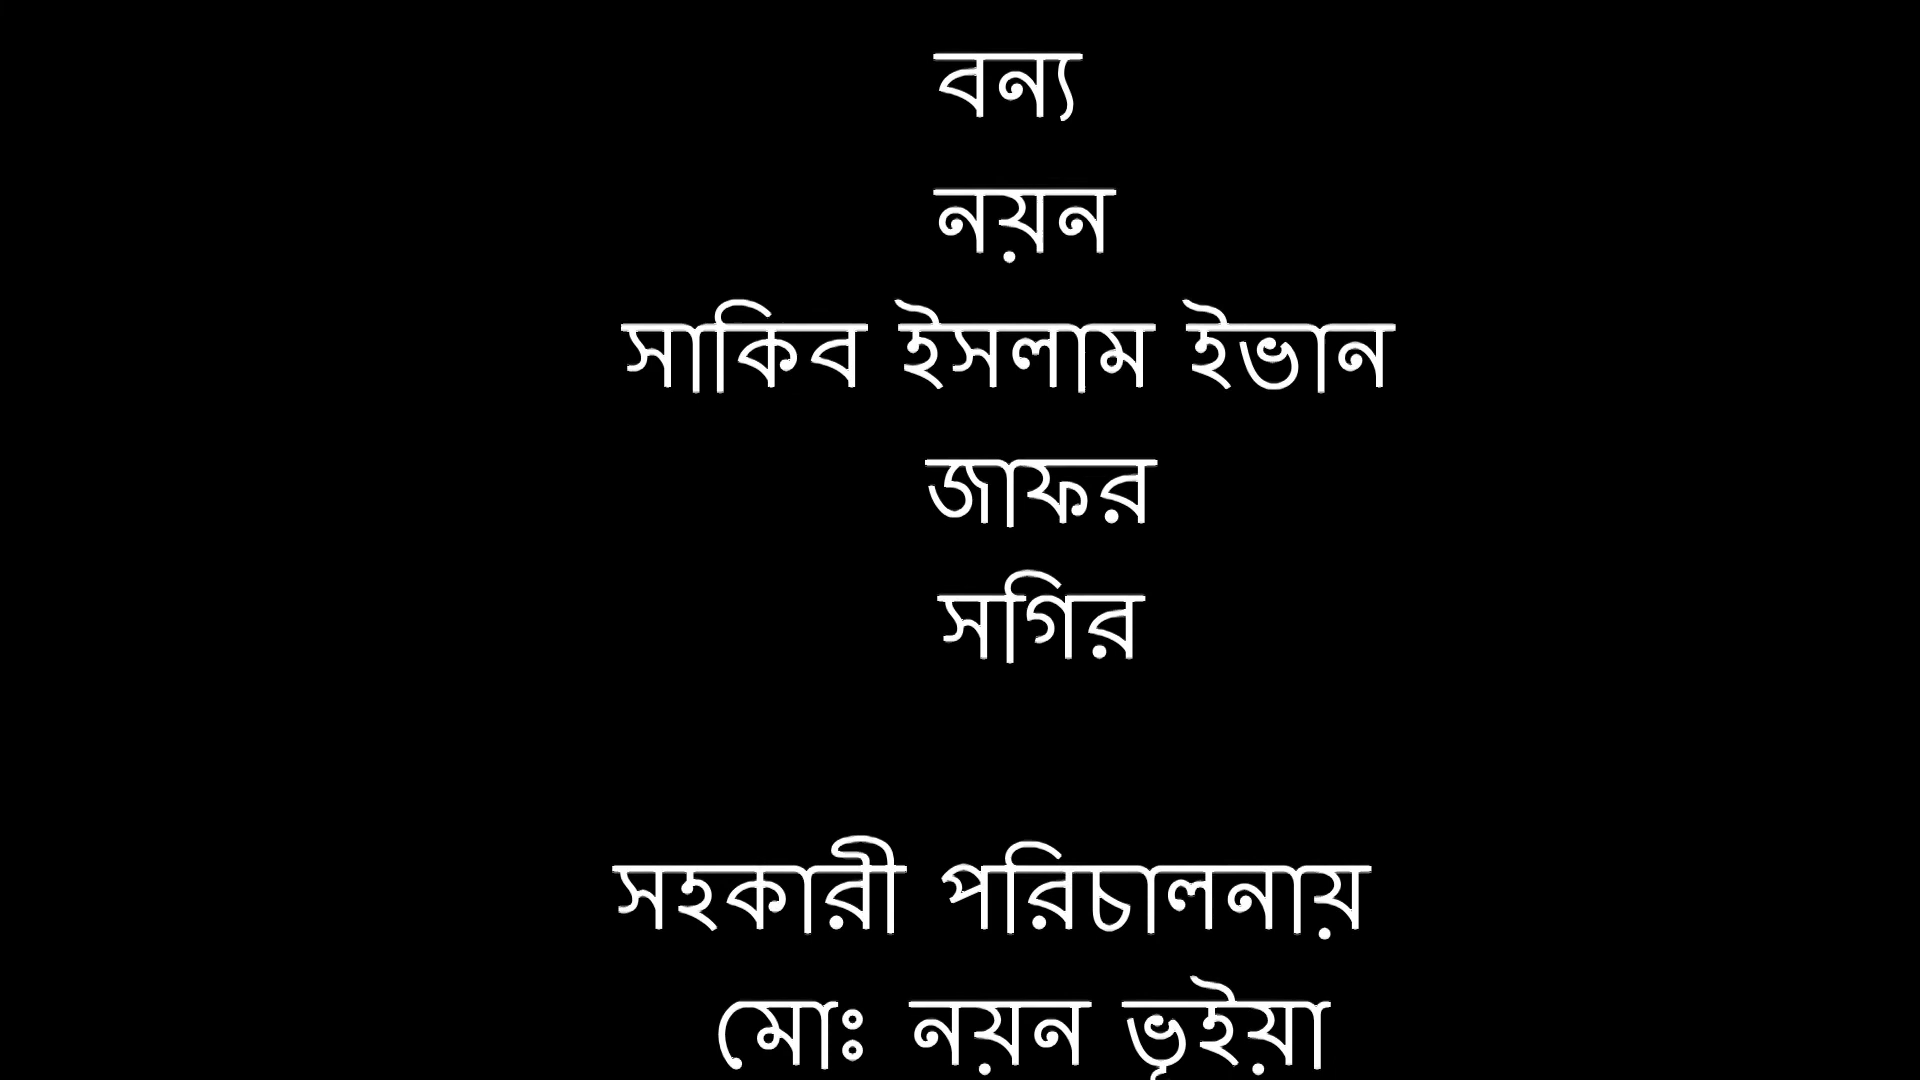 বন্য
নয়ন
সাকিব ইসলাম ইভান
জাফর
সগির
সহকারী পরিচালনায়
মোঃ নয়ন ভূইয়া